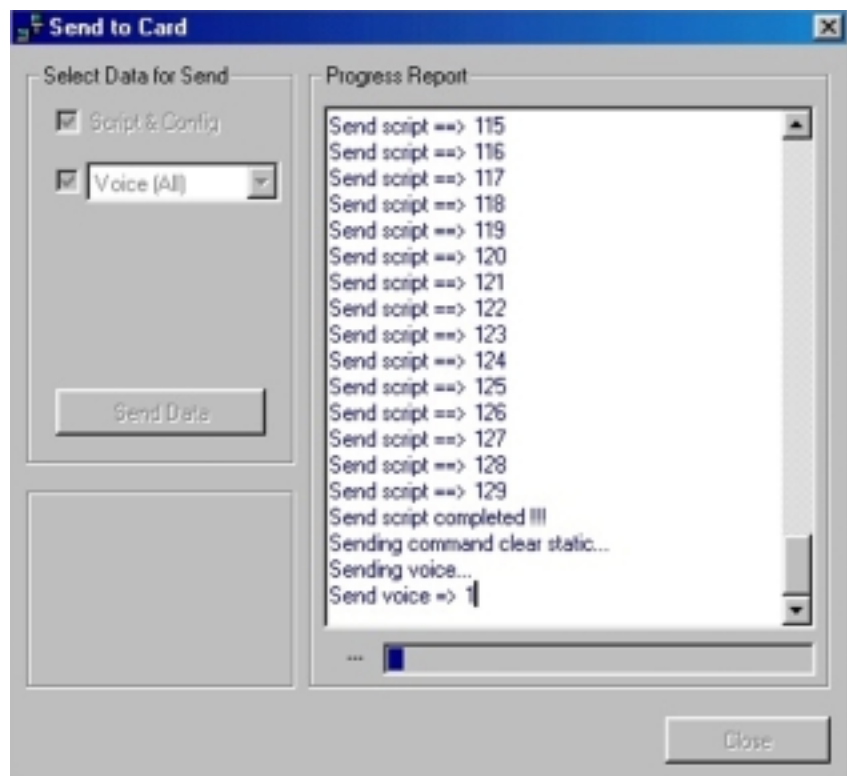 Send to Card
Select Data for Send
Script & Config
Voice (All)
Send Data
Progress Report
Send script ==> 115
Send script ==> 116
Send script ==> 117
Send script ==> 118
Send script ==> 119
Send script ==> 120
Send script ==> 121
Send script ==> 122
Send script ==> 123
Send script ==> 124
Send script ==> 125
Send script ==> 126
Send script ==> 127
Send script ==> 128
Send script ==> 129
Send script completed !!!
Sending command clear static...
Sending voice...
Send voice => 1
...
Close